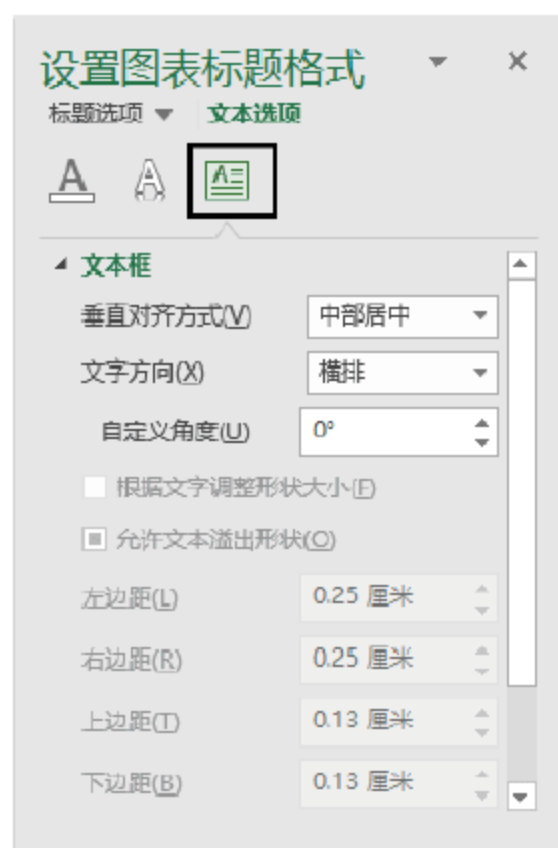 设置图表标题格式
标题选项 文本选项
文本框
垂直对齐方式(V) 中部居中
文字方向(X) 横排
自定义角度(U) 0°
根据文字调整形状大小(F)
允许文本溢出形状(O)
左边距(L) 0.25 厘米
右边距(R) 0.25 厘米
上边距(T) 0.13 厘米
下边距(B) 0.13 厘米